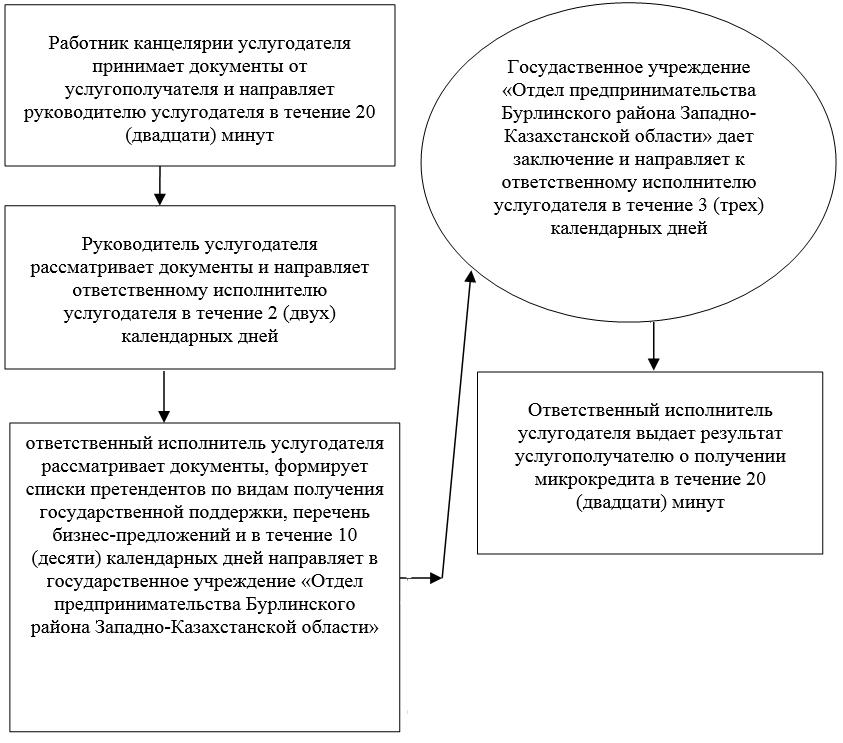 Работник канцелярии услугодателя
принимает документы от
услугополучателя и направляет
руководителю услугодателя в течение 20
(двадцати) минут
Руководитель услугодателя
рассматривает документы и направляет
ответственному исполнителю
услугодателя в течение 2 (двух)
календарных дней
ответственный исполнитель услугодателя
рассматривает документы, формирует
списки претендентов по видам получения
государственной поддержки, перечень
бизнес-предложений и в течение 10
(десяти) календарных дней направляет в
государственное учреждение «Отдел
предпринимательства Бурлинского
района Западно-Казахстанской области»
Госудаственное учреждение
«Отдел предпринимательства
Бурлинского района Западно-
Казахстанской области» дает
заключение и направляет к
ответственному исполнителю
услугодателя в течение 3 (трех)
календарных дней
Ответственный исполнитель
услугодателя выдает результат
услугополучателю о получении
микрокредита в течение 20
(двадцати) минут